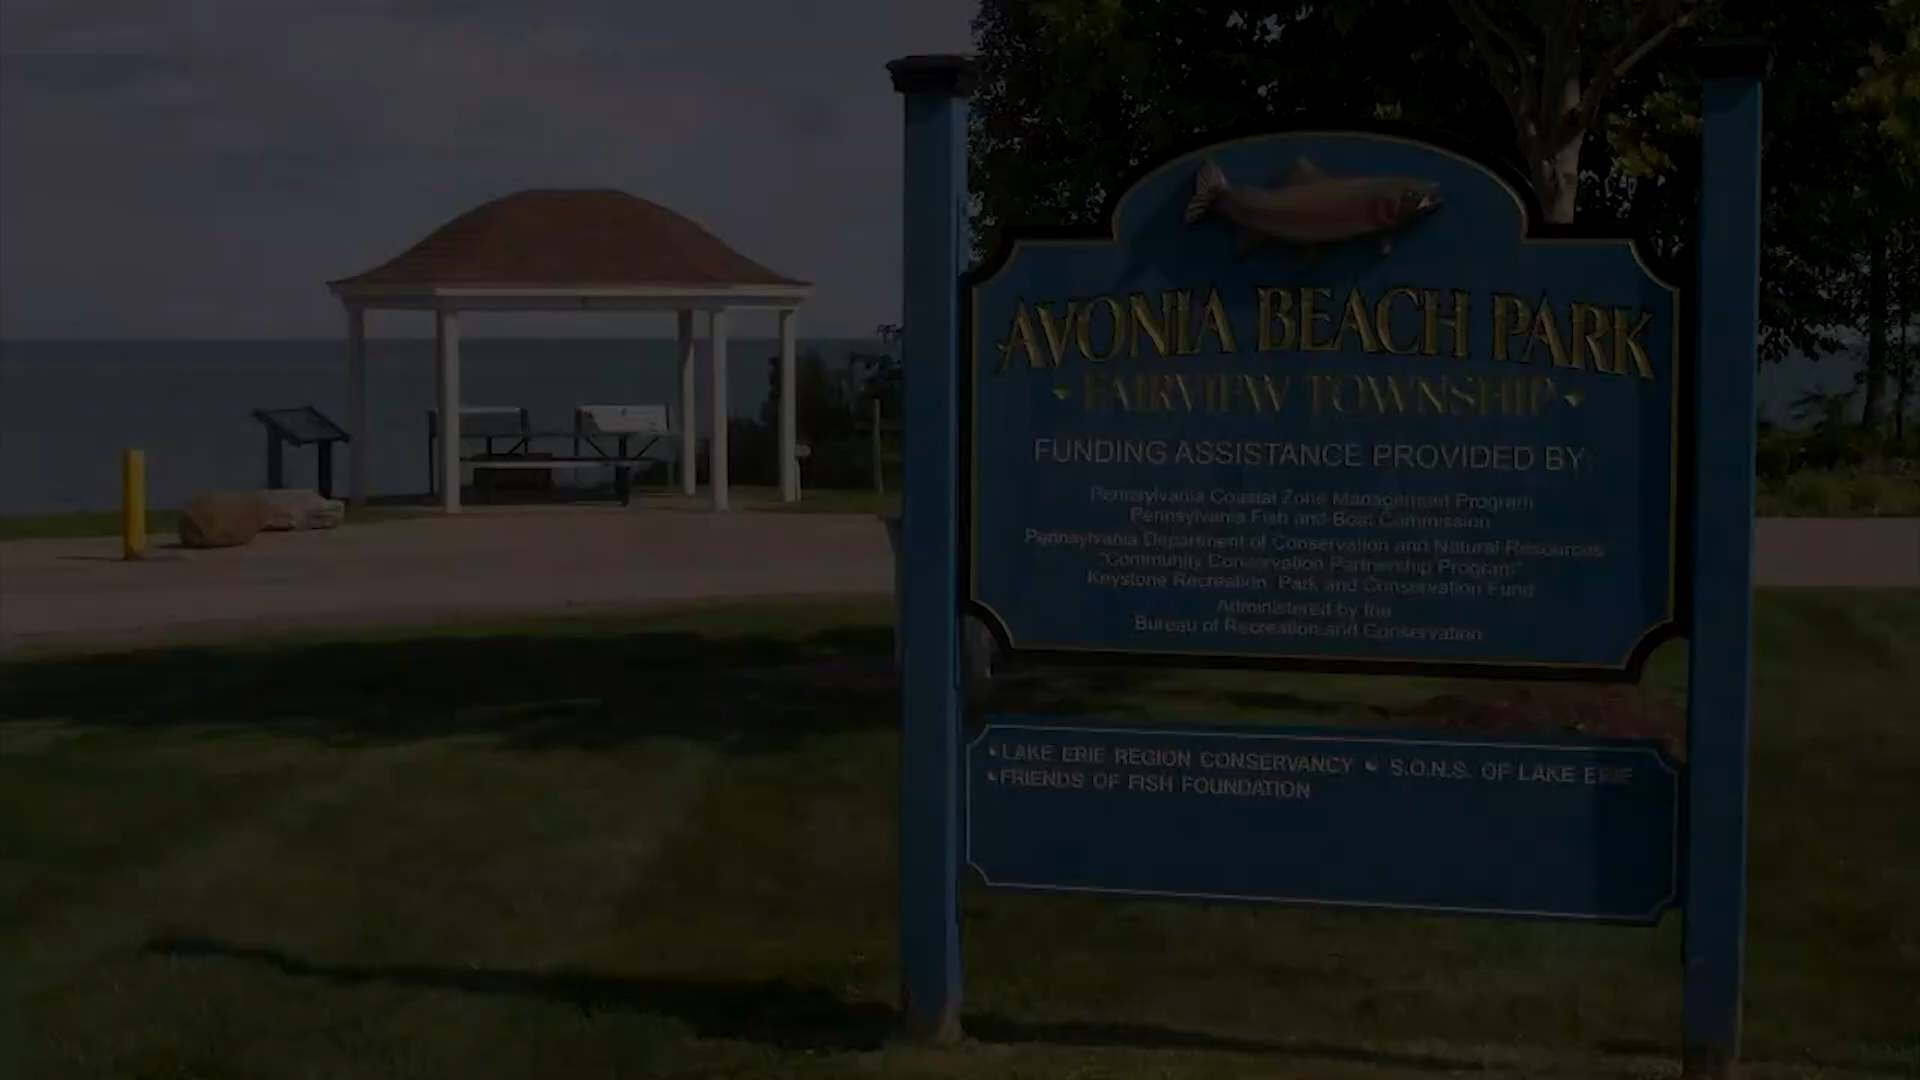 AVONIA BEACH PARK
FAIRVIEW TOWNSHIP
FUNDING ASSISTANCE PROVIDED BY:
Pennsylvania Coastal Zone Management Program
Pennsylvania Fish and Boat Commission
Pennsylvania Department of Conservation and Natural Resources
"Community Conservation Partnership Program"
Keystone Recreation, Park and Conservation Fund
Administered by the
Bureau of Recreation and Conservation
LAKE ERIE REGION CONSERVANCY • S.O.N.S. OF LAKE ERIE
FRIENDS OF FISH FOUNDATION